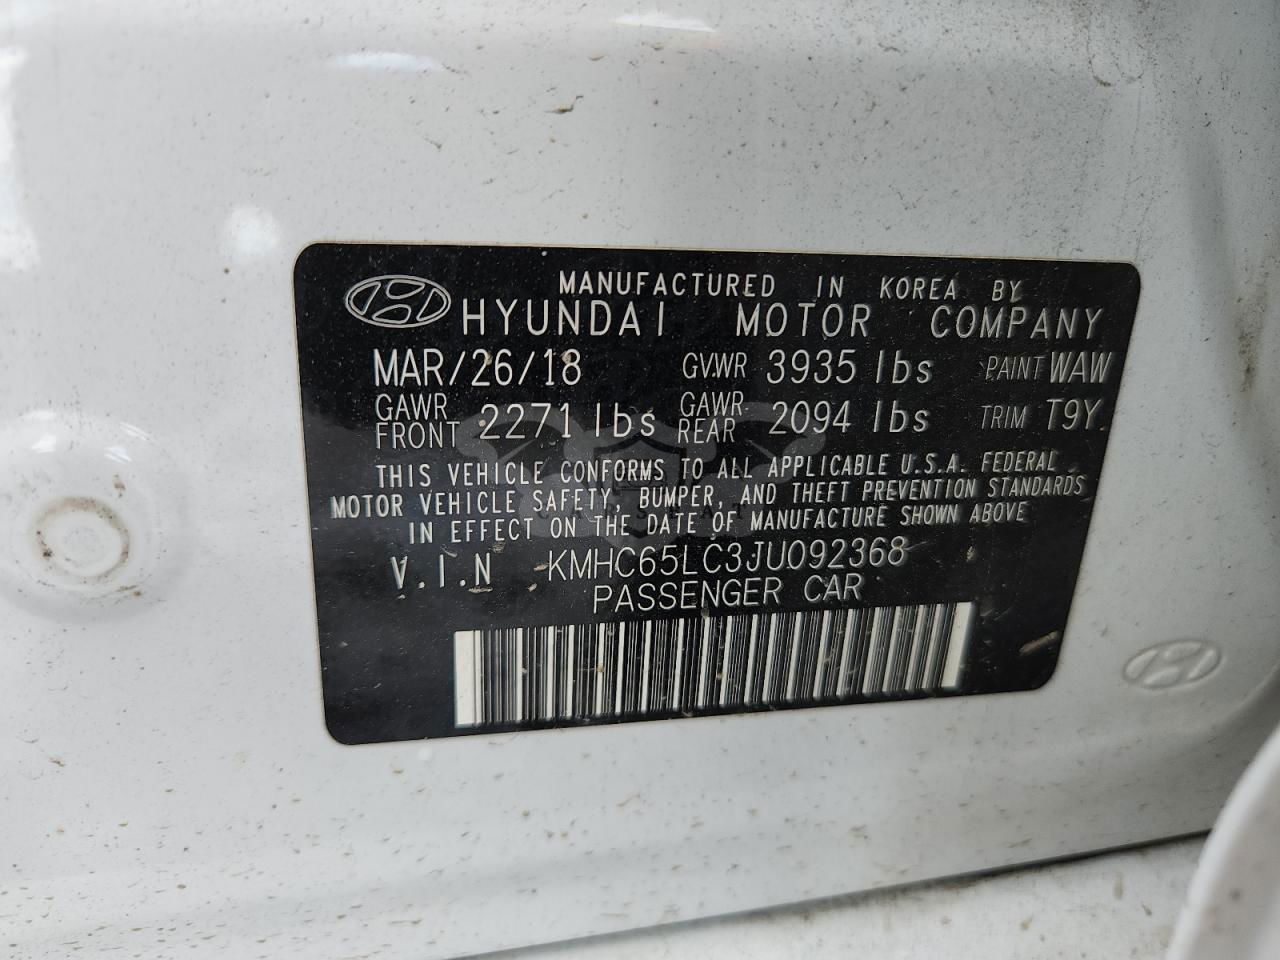 MANUFACTURED IN KOREA BY
HYUNDAI MOTOR COMPANY
MAR/26/18 GVWR 3935 lbs PAINT WAW
GAWR FRONT 2271 lbs GAWR REAR 2094 lbs TRIM T9Y
THIS VEHICLE CONFORMS TO ALL APPLICABLE U.S.A. FEDERAL
MOTOR VEHICLE SAFETY, BUMPER, AND THEFT PREVENTION STANDARDS
IN EFFECT ON THE DATE OF MANUFACTURE SHOWN ABOVE
V.I.N KMHC65LC3JU092368
PASSENGER CAR